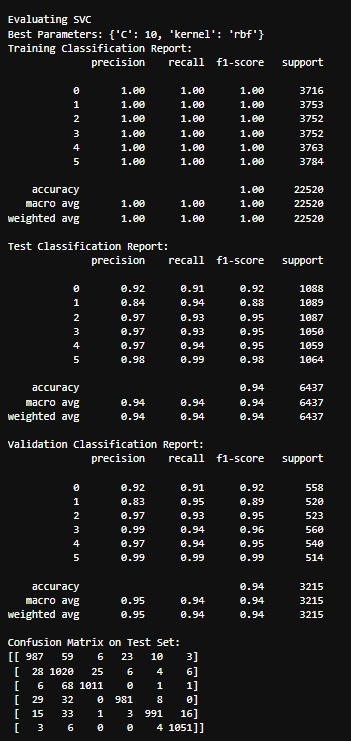 Evaluating SVC
Best Parameters: {'C': 10, 'kernel': 'rbf'}
Training Classification Report:
precision recall f1-score support
0 1.00 1.00 1.00 3716
1 1.00 1.00 1.00 3753
2 1.00 1.00 1.00 3752
3 1.00 1.00 1.00 3752
4 1.00 1.00 1.00 3763
5 1.00 1.00 1.00 3784
accuracy 1.00 22520
macro avg 1.00 1.00 1.00 22520
weighted avg 1.00 1.00 1.00 22520
Test Classification Report:
precision recall f1-score support
0 0.92 0.91 0.92 1088
1 0.84 0.94 0.88 1089
2 0.97 0.93 0.95 1087
3 0.97 0.93 0.95 1050
4 0.97 0.94 0.95 1059
5 0.98 0.99 0.98 1064
accuracy 0.94 6437
macro avg 0.94 0.94 0.94 6437
weighted avg 0.94 0.94 0.94 6437
Validation Classification Report:
precision recall f1-score support
0 0.92 0.91 0.92 558
1 0.83 0.95 0.89 520
2 0.97 0.93 0.95 523
3 0.99 0.94 0.96 560
4 0.97 0.94 0.95 540
5 0.99 0.99 0.99 514
accuracy 0.94 3215
macro avg 0.95 0.94 0.94 3215
weighted avg 0.95 0.94 0.94 3215
Confusion Matrix on Test Set:
[[ 987 59 6 23 10 3]
[ 28 1020 25 6 4 6]
[ 6 68 1011 0 1 1]
[ 29 32 0 981 8 0]
[ 15 33 1 3 991 16]
[ 3 6 0 0 4 1051]]